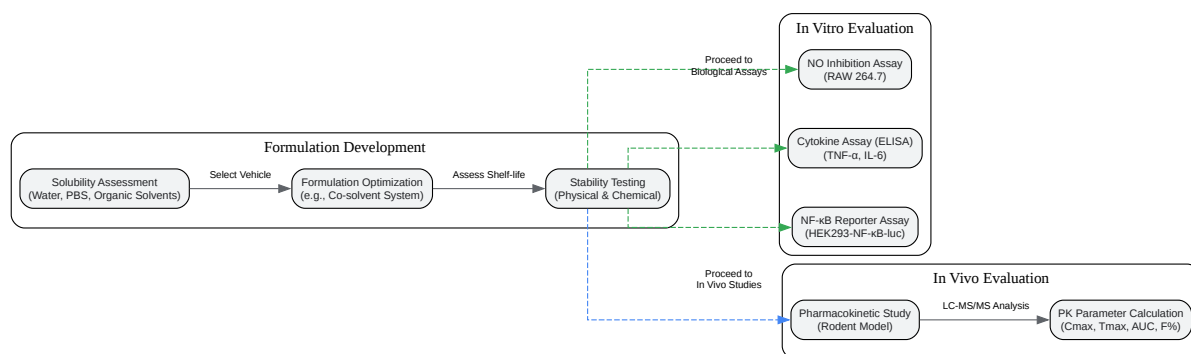 Formulation Development
Solubility Assessment
(Water, PBS, Organic Solvents)
Select Vehicle
Formulation Optimization
(e.g., Co-solvent System)
Assess Shelf-life
Stability Testing
(Physical & Chemical)
Proceed to
Biological Assays
In Vitro Evaluation
NO Inhibition Assay
(RAW 264.7)
Cytokine Assay (ELISA)
(TNF-α, IL-6)
NF-κB Reporter Assay
(HEK293-NF-κB-luc)
Proceed to
In Vivo Studies
In Vivo Evaluation
Pharmacokinetic Study
(Rodent Model)
LC-MS/MS Analysis
PK Parameter Calculation
(Cmax, Tmax, AUC, F%)